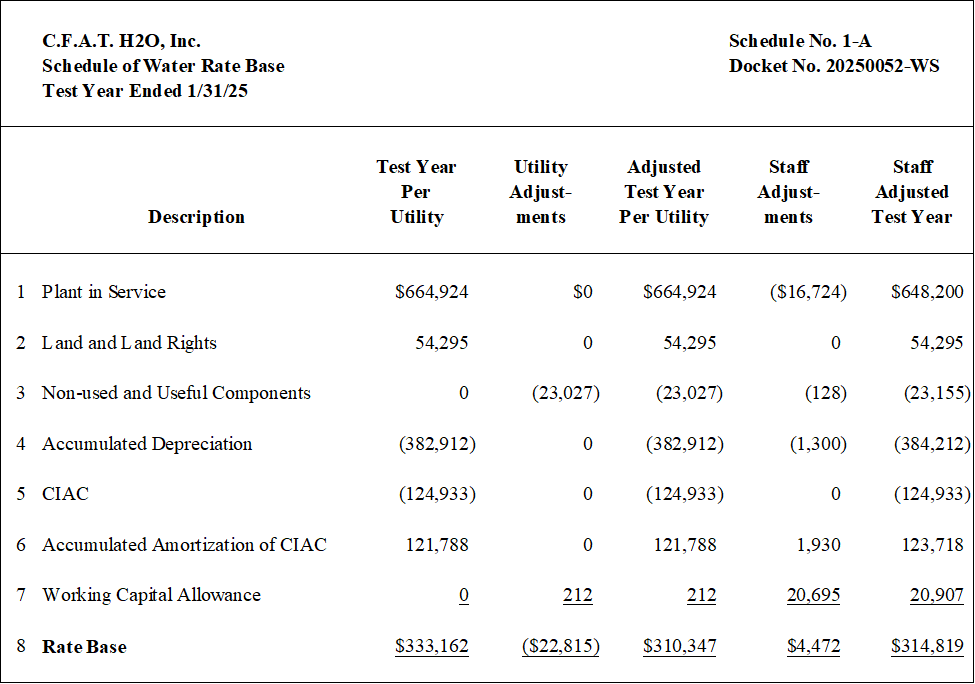 C.F.A.T. H2O, Inc. Schedule No. 1-A
Schedule of Water Rate Base Docket No. 20250052-WS
Test Year Ended 1/31/25
Test Year Utility Adjusted Staff Staff
Per Adjust- Test Year Adjust- Adjusted
Description Utility ments Per Utility ments Test Year
1 Plant in Service $664,924 $0 $664,924 ($16,724) $648,200
2 Land and Land Rights 54,295 0 54,295 0 54,295
3 Non-used and Useful Components 0 (23,027) (23,027) (128) (23,155)
4 Accumulated Depreciation (382,912) 0 (382,912) (1,300) (384,212)
5 CIAC (124,933) 0 (124,933) 0 (124,933)
6 Accumulated Amortization of CIAC 121,788 0 121,788 1,930 123,718
7 Working Capital Allowance 0 212 212 20,695 20,907
8 Rate Base $333,162 ($22,815) $310,347 $4,472 $314,819